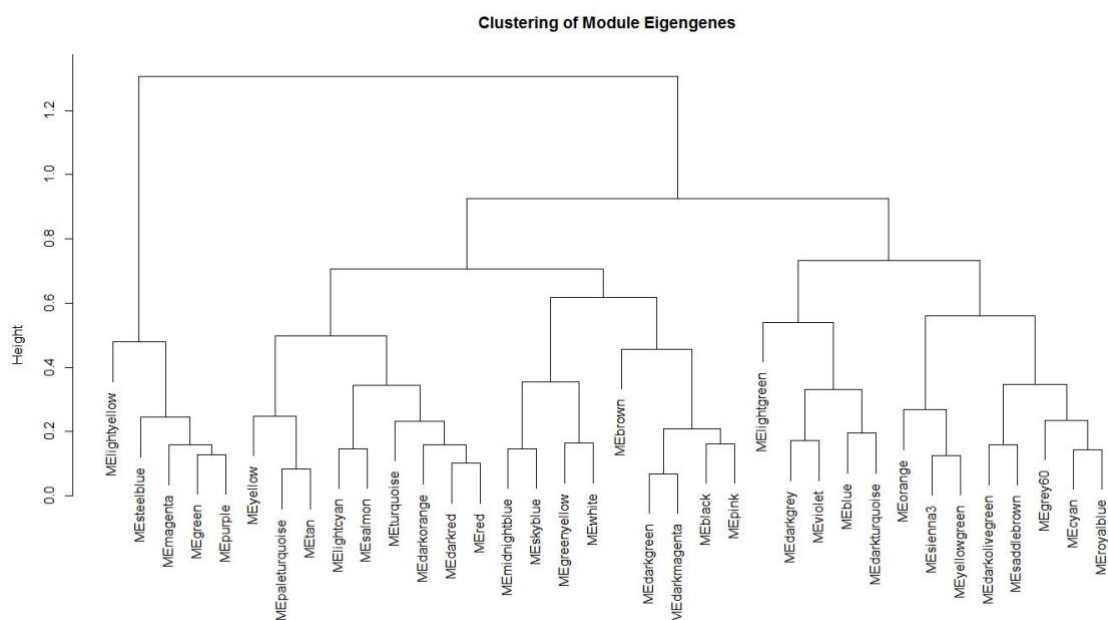 Clustering of Module Eigengenes
Height
0.0
0.2
0.4
0.6
0.8
1.0
1.2
MElightyellow
MEsteelblue
MEmagenta
MEgreen
MEpurple
MEyellow
MEpaleturquoise
MEtan
MElightcyan
MEsalmon
MEturquoise
MEdarkorange
MEdarkred
MEred
MEmidnightblue
MEskyblue
MEgreenyellow
MEwhite
MEbrown
MEdarkgreen
MEdarkmagenta
MEblack
MEpink
MElightgreen
MEdarkgrey
MEviolet
MEblue
MEdarkturquoise
MEorange
MEsienna3
MEyellowgreen
MEdarkolivegreen
MEsaddlebrown
MEgrey60
MEcyan
MEroyalblue